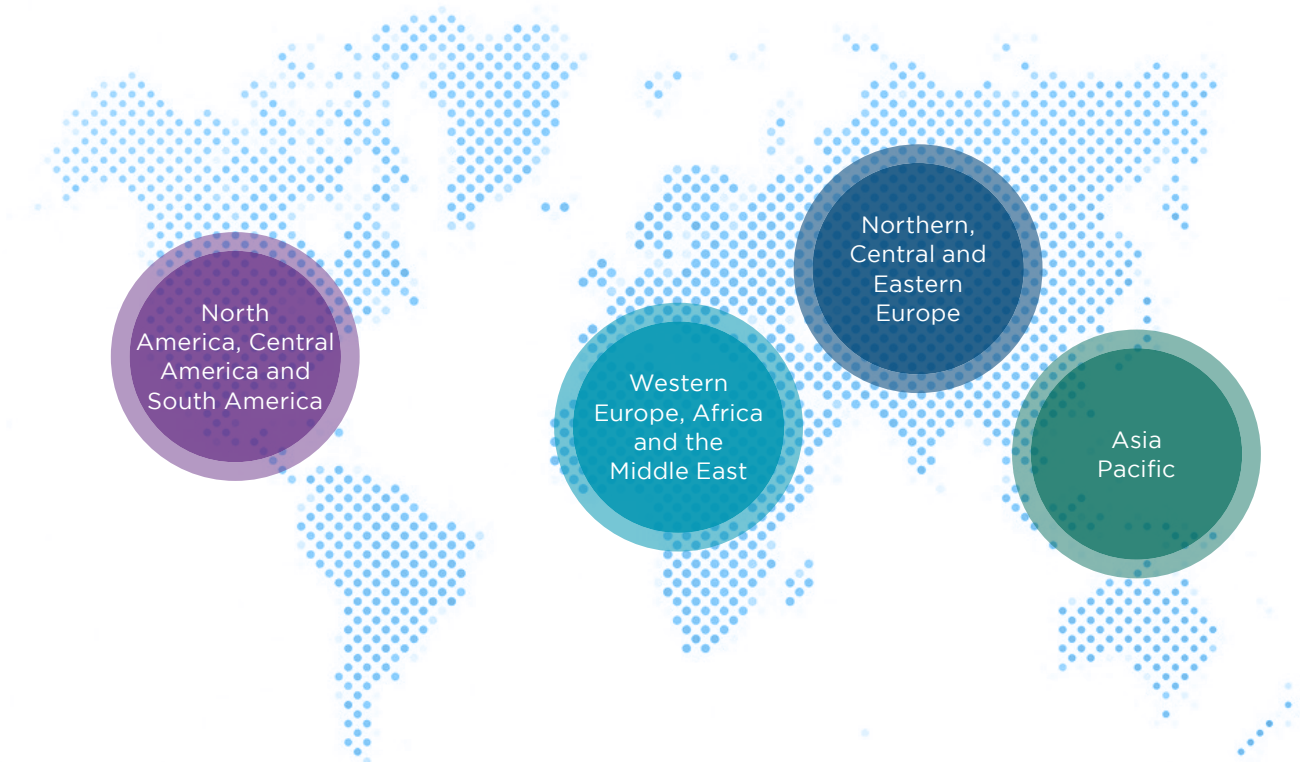 North
America, Central
America and
South America
Western
Europe, Africa
and the
Middle East
Northern,
Central and
Eastern
Europe
Asia
Pacific